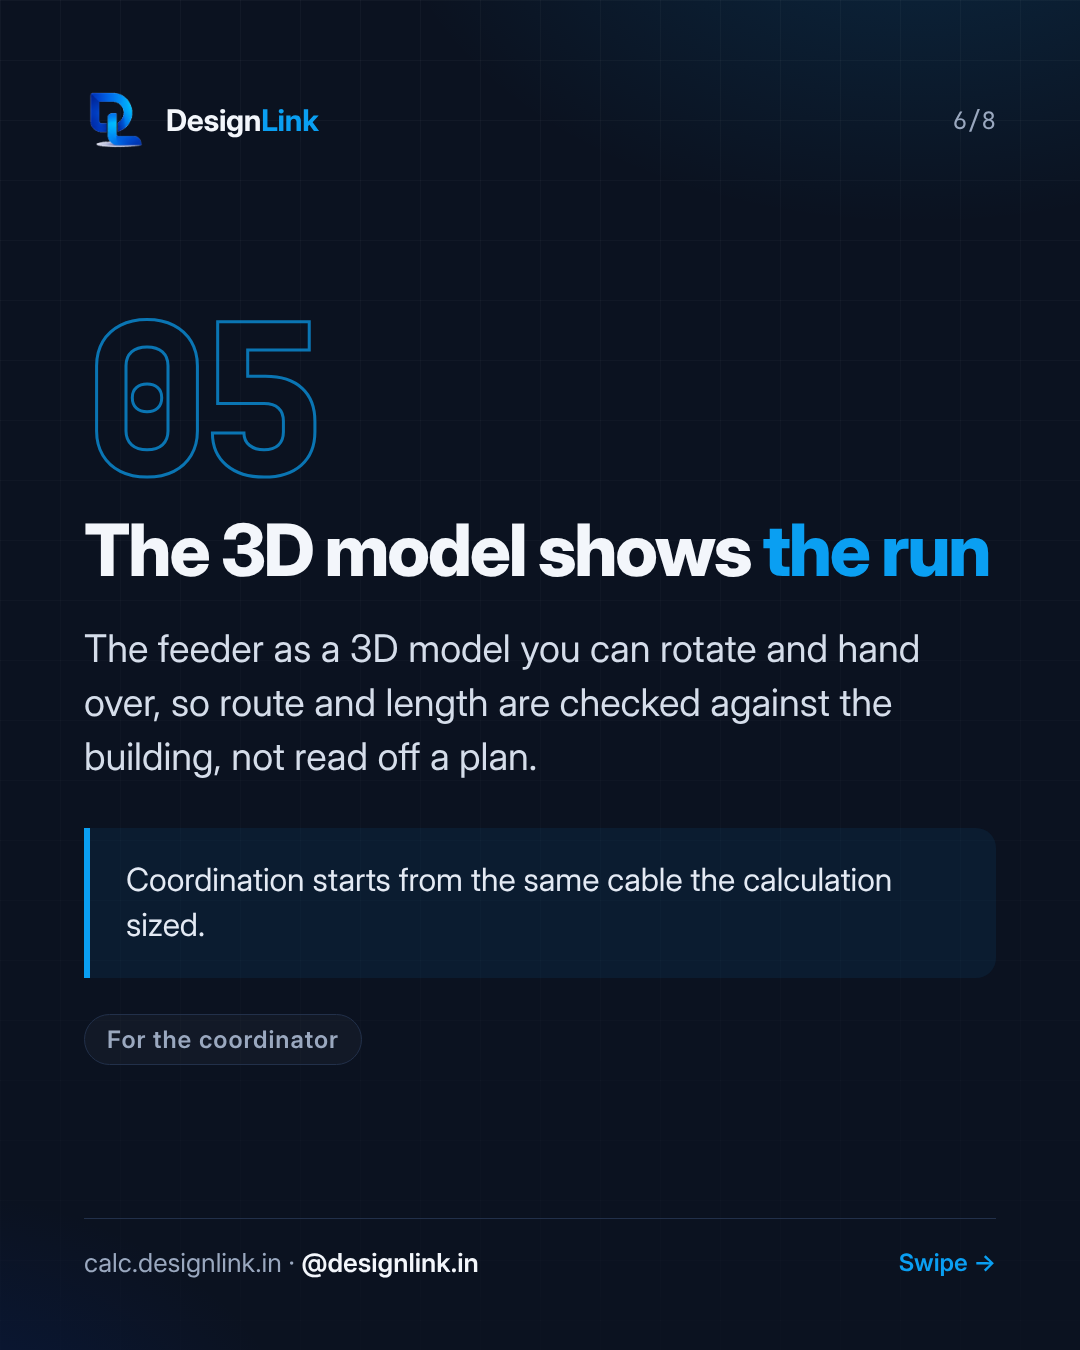 DesignLink
6/8
05
The 3D model shows the run
The feeder as a 3D model you can rotate and hand
over, so route and length are checked against the
building, not read off a plan.
Coordination starts from the same cable the calculation
sized.
For the coordinator
calc.designlink.in · @designlink.in
Swipe →